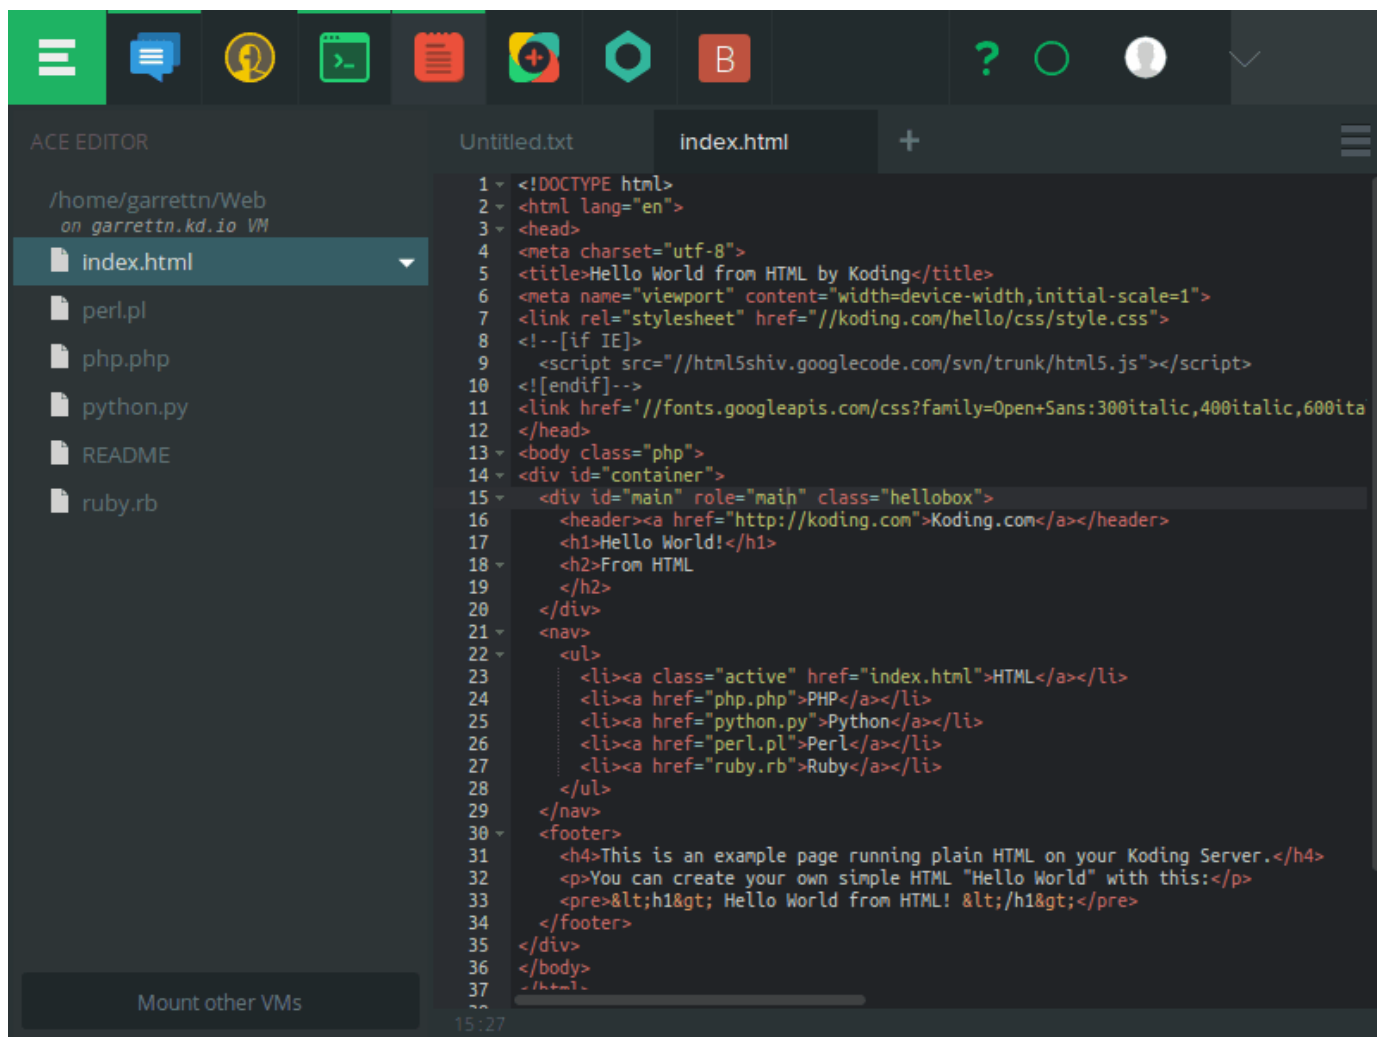 B
?
ACE EDITOR
/home/garrettn/Web
on garrettn.kd.io VM
index.html
perl.pl
php.php
python.py
README
ruby.rb
Mount other VMs
Untitled.txt index.html +
1 <!DOCTYPE html>
2 <html lang="en">
3 <head>
4 <meta charset="utf-8">
5 <title>Hello World from HTML by Koding</title>
6 <meta name="viewport" content="width=device-width,initial-scale=1">
7 <link rel="stylesheet" href="//koding.com/hello/css/style.css">
8 <!--[if IE]>
9   <script src="//html5shiv.googlecode.com/svn/trunk/html5.js"></script>
10 <![endif]-->
11 <link href='//fonts.googleapis.com/css?family=Open+Sans:300italic,400italic,600ita
12 </head>
13 <body class="php">
14 <div id="container">
15   <div id="main" role="main" class="hellobox">
16     <header><a href="http://koding.com">Koding.com</a></header>
17     <h1>Hello World!</h1>
18     <h2>From HTML
19     </h2>
20   </div>
21   <nav>
22     <ul>
23       <li><a class="active" href="index.html">HTML</a></li>
24       <li><a href="php.php">PHP</a></li>
25       <li><a href="python.py">Python</a></li>
26       <li><a href="perl.pl">Perl</a></li>
27       <li><a href="ruby.rb">Ruby</a></li>
28     </ul>
29   </nav>
30   <footer>
31     <h4>This is an example page running plain HTML on your Koding Server.</h4>
32     <p>You can create your own simple HTML "Hello World" with this:</p>
33     <pre>&lt;h1&gt; Hello World from HTML! &lt;/h1&gt;</pre>
34   </footer>
35 </div>
36 </body>
37 </html>
15:27